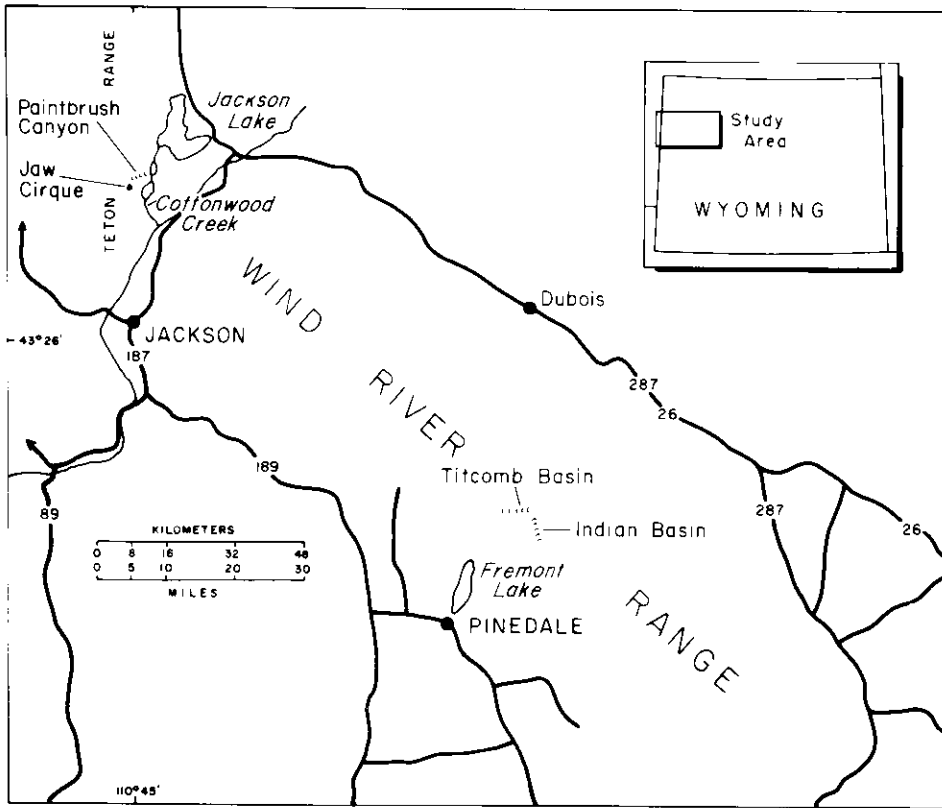 TETON RANGE
Paintbrush
Canyon
Jaw
Cirque
Jackson
Lake
Cottonwood
Creek
Study
Area
WYOMING
WIND RIVER RANGE
Dubois
43°26'
JACKSON
187
287
26
189
Titcomb Basin
Indian Basin
287
26
89
KILOMETERS
0 8 16 32 48
0 5 10 20 30
MILES
Fremont
Lake
PINEDALE
110°45'